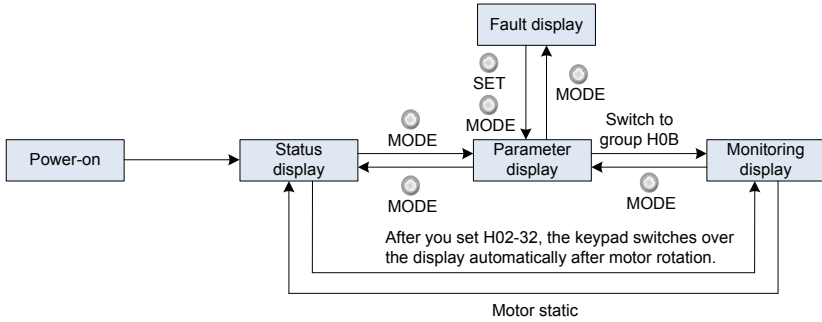 Fault display
SET
MODE
MODE
MODE
Switch to
group H0B
Power-on
Status
display
Parameter
display
Monitoring
display
MODE
MODE
After you set H02-32, the keypad switches over
the display automatically after motor rotation.
Motor static